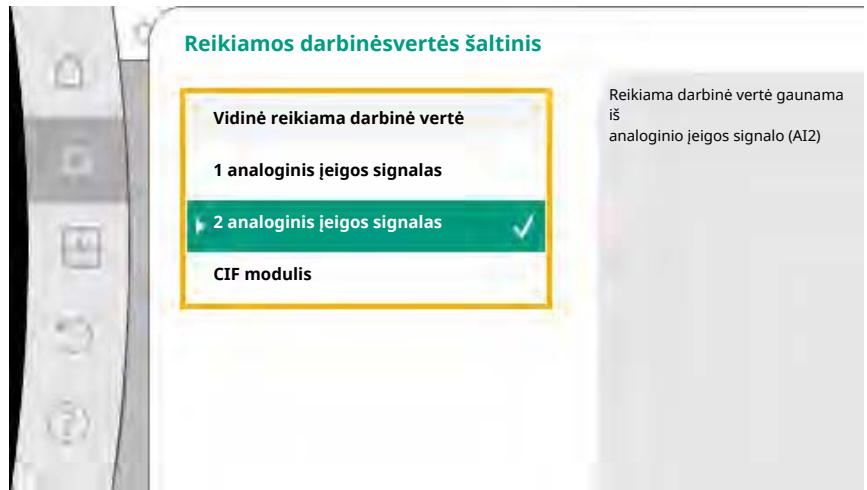 Reikiamos darbinėsvertės šaltinis
Vidinė reikiama darbinė vertė
1 analoginis įeigos signalas
2 analoginis įeigos signalas
CIF modulis
Reikiama darbinė vertė gaunama
iš
analoginio įeigos signalo (AI2)